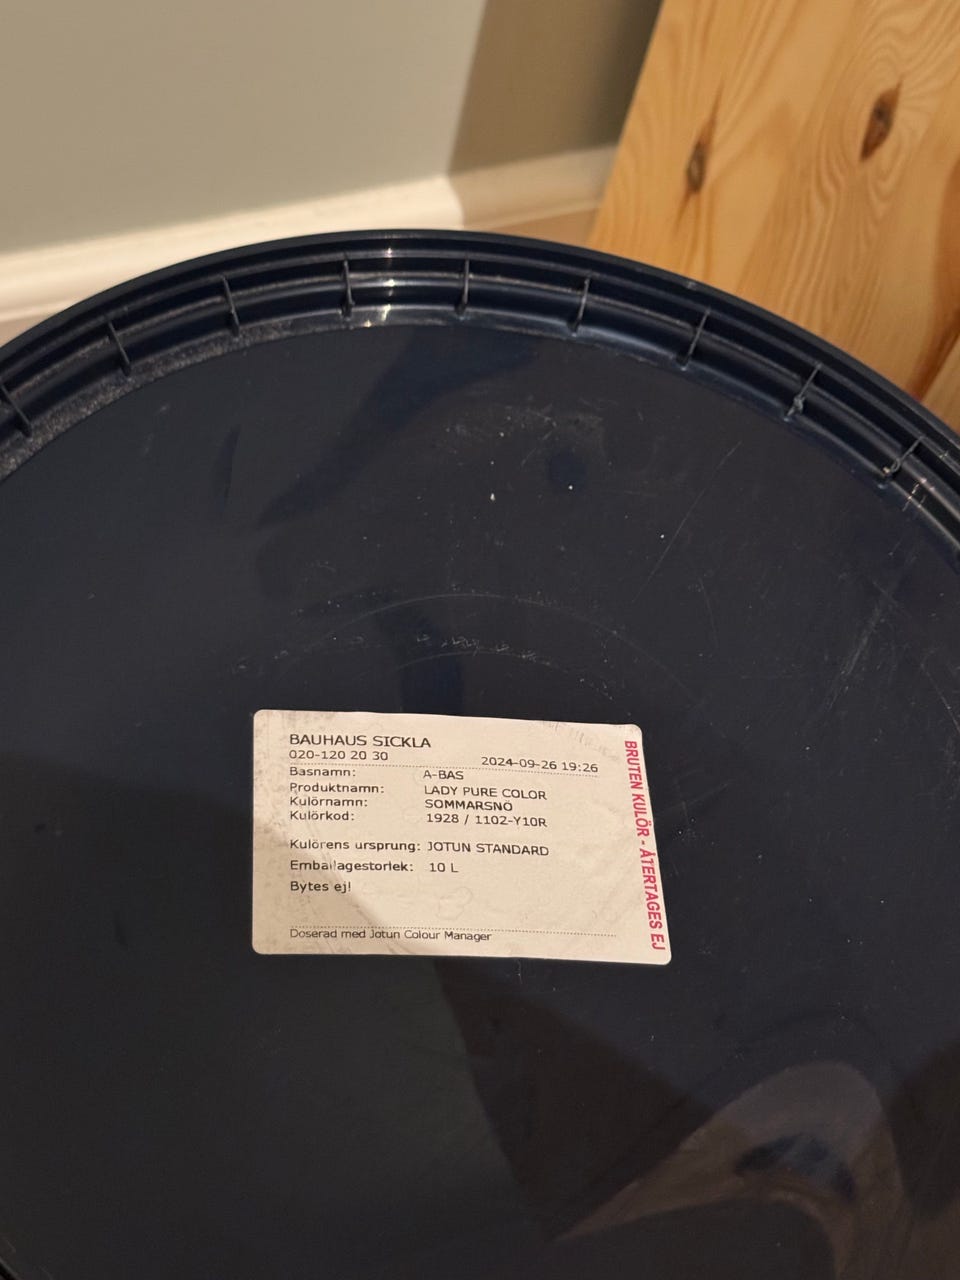 BAUHAUS SICKLA
020-120 20 30
2024-09-26 19:26
Basnamn: A-BAS
Produktnamn: LADY PURE COLOR
Kulörnamn: SOMMARSNÖ
Kulörkod: 1928 / 1102-Y10R
Kulörens ursprung: JOTUN STANDARD
Emballagestorlek: 10 L
Bytes ej!
Doserad med Jotun Colour Manager
BRUTEN KULÖR - ÅTERTAGES EJ